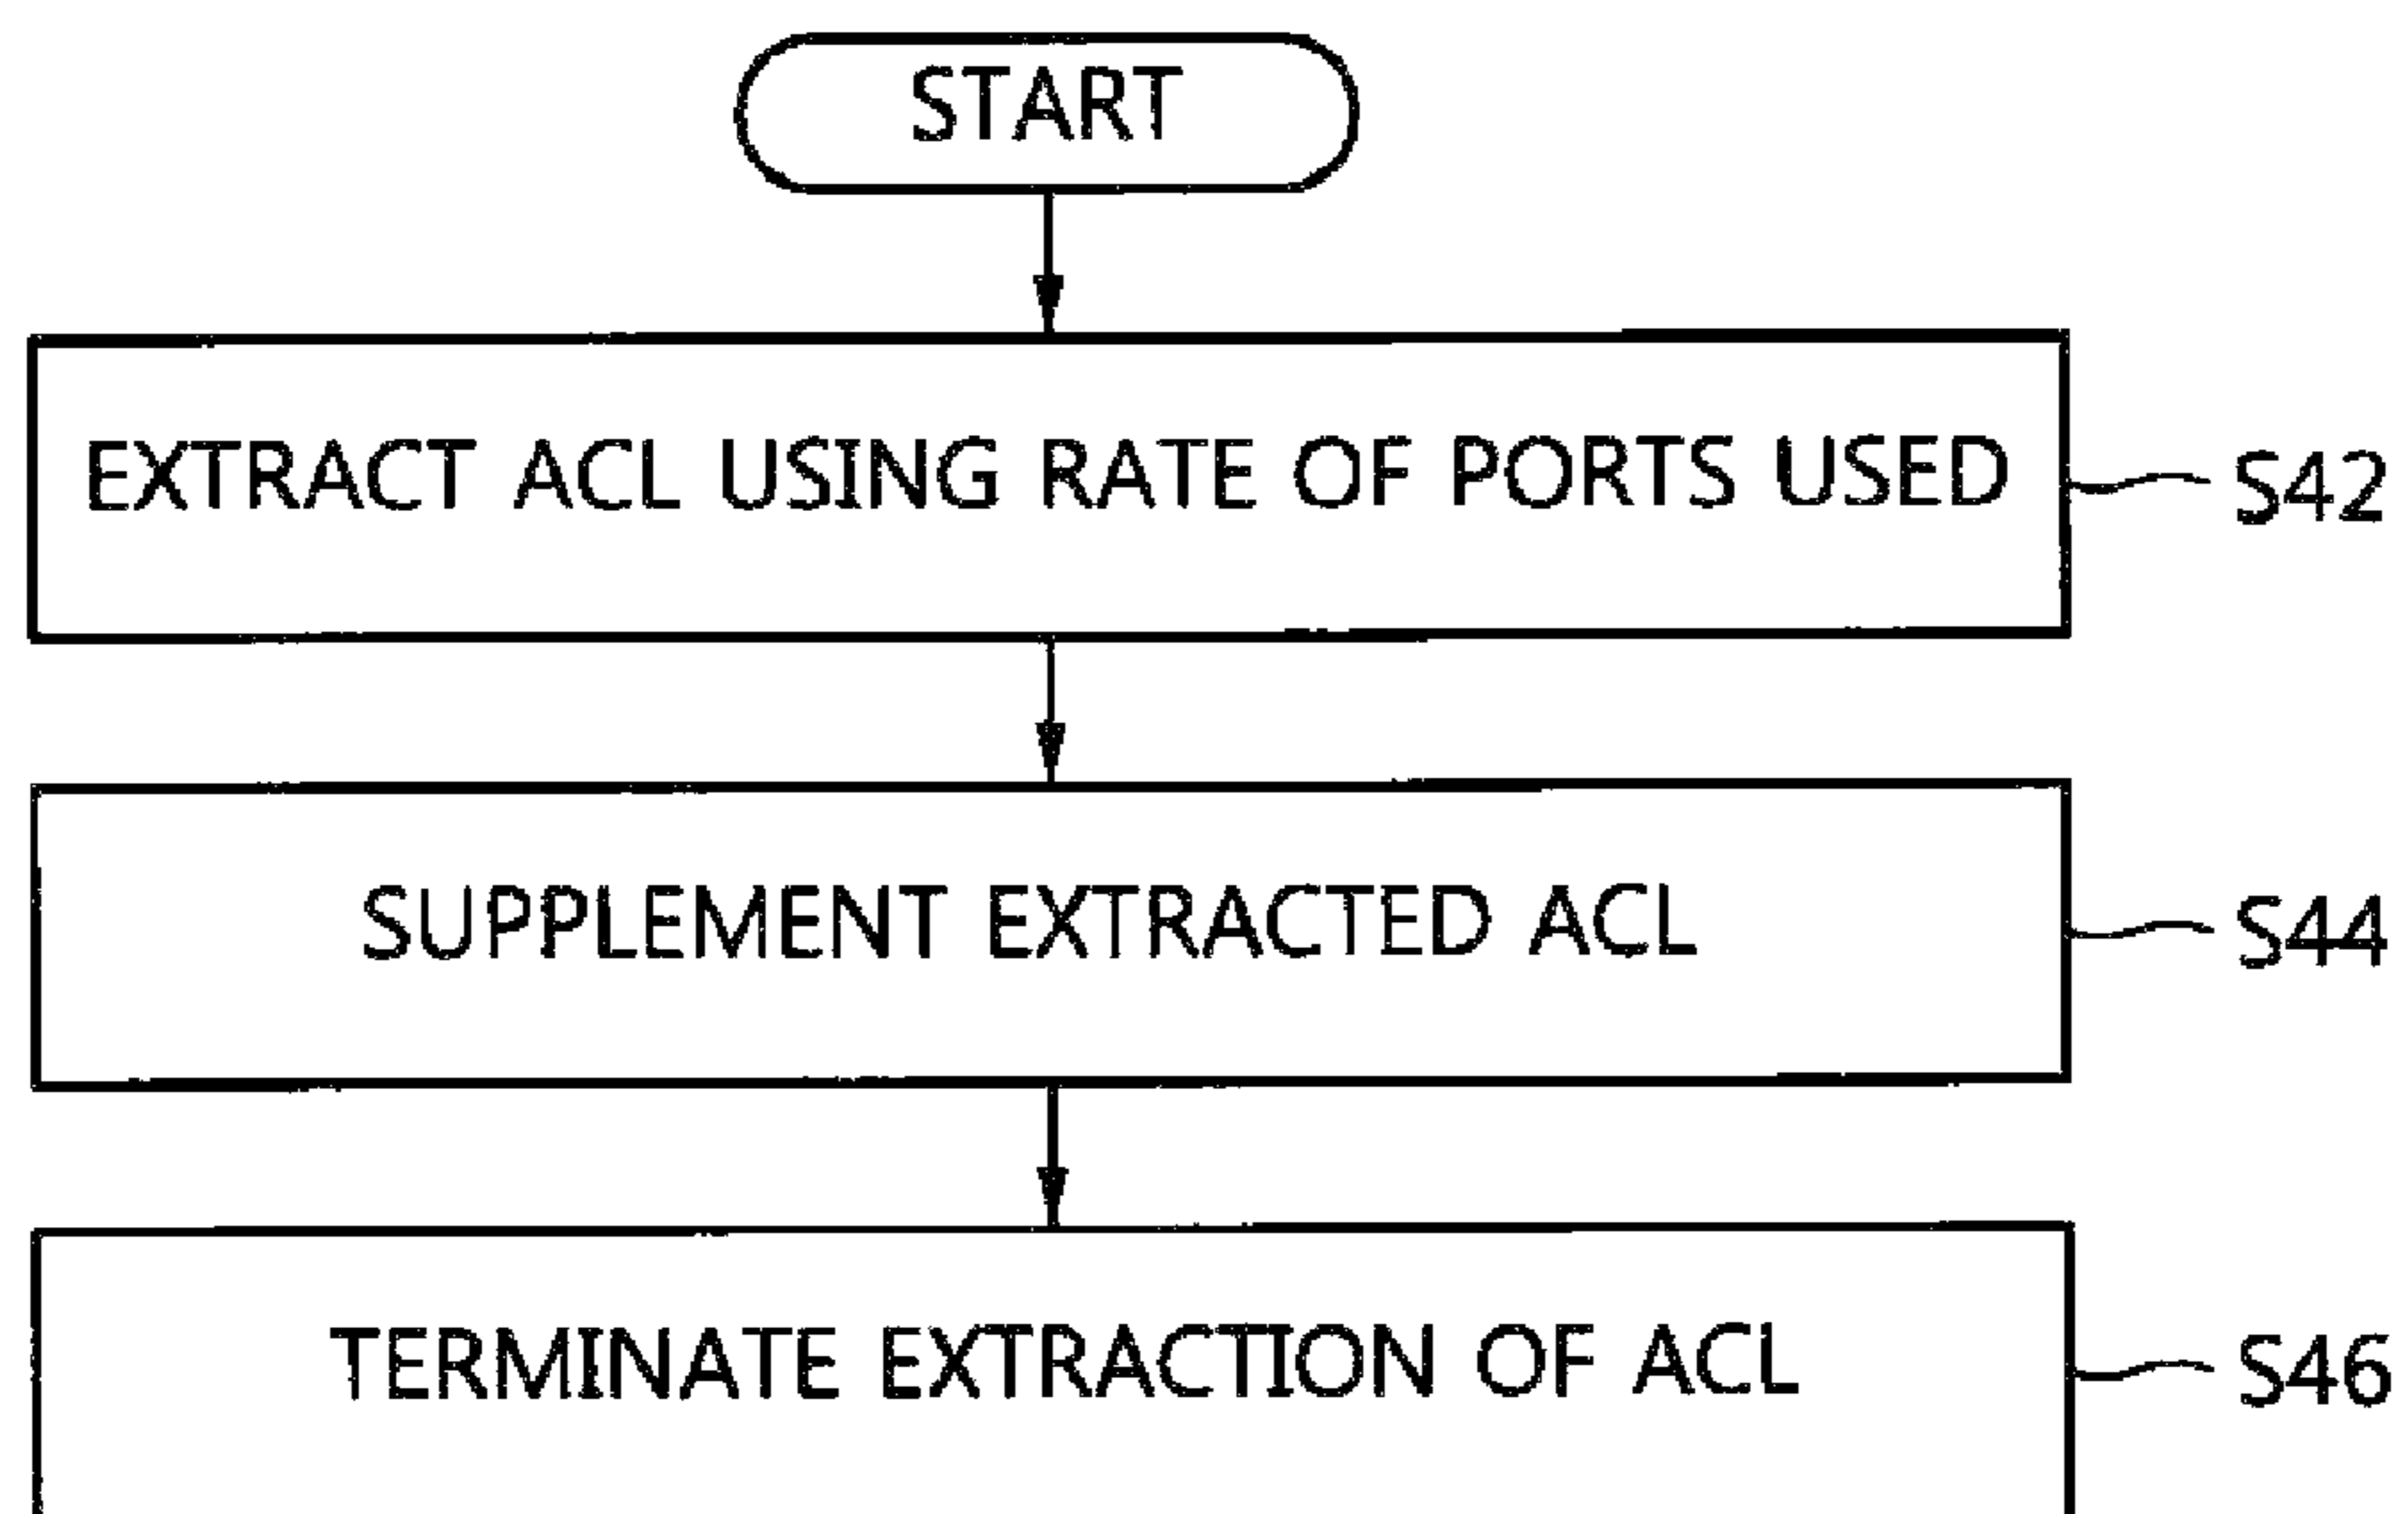 START
EXTRACT ACL USING RATE OF PORTS USED
S42
SUPPLEMENT EXTRACTED ACL
S44
TERMINATE EXTRACTION OF ACL
S46